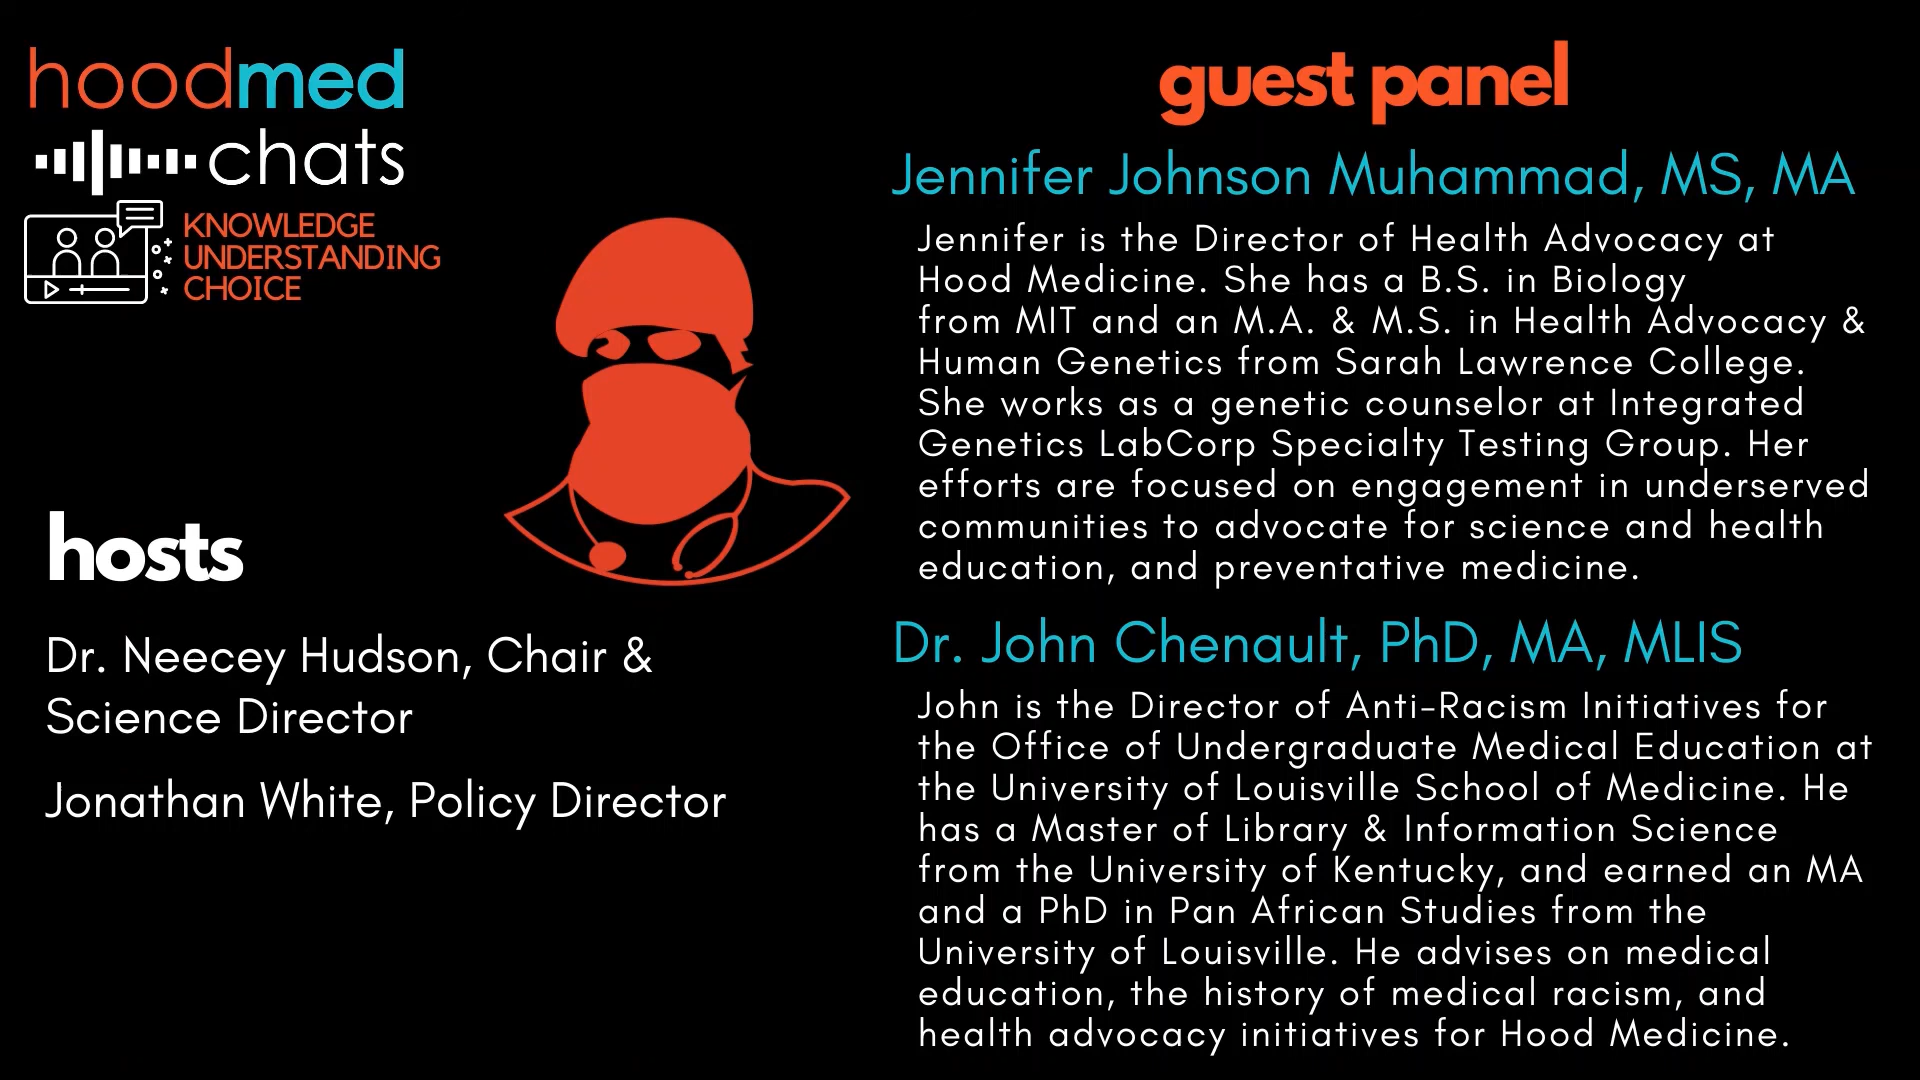 hoodmed
chats
KNOWLEDGE
UNDERSTANDING
CHOICE
hosts
Dr. Neecey Hudson, Chair &
Science Director
Jonathan White, Policy Director
guest panel
Jennifer Johnson Muhammad, MS, MA
Jennifer is the Director of Health Advocacy at
Hood Medicine. She has a B.S. in Biology
from MIT and an M.A. & M.S. in Health Advocacy &
Human Genetics from Sarah Lawrence College.
She works as a genetic counselor at Integrated
Genetics LabCorp Specialty Testing Group. Her
efforts are focused on engagement in underserved
communities to advocate for science and health
education, and preventative medicine.
Dr. John Chenault, PhD, MA, MLIS
John is the Director of Anti-Racism Initiatives for
the Office of Undergraduate Medical Education at
the University of Louisville School of Medicine. He
has a Master of Library & Information Science
from the University of Kentucky, and earned an MA
and a PhD in Pan African Studies from the
University of Louisville. He advises on medical
education, the history of medical racism, and
health advocacy initiatives for Hood Medicine.